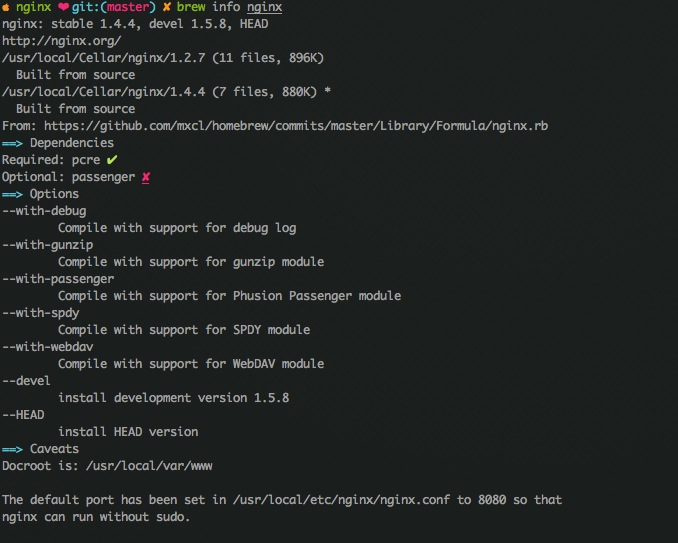 nginx ❤git:(master) ✘ brew info nginx
nginx: stable 1.4.4, devel 1.5.8, HEAD
http://nginx.org/
/usr/local/Cellar/nginx/1.2.7 (11 files, 896K)
  Built from source
/usr/local/Cellar/nginx/1.4.4 (7 files, 880K) *
  Built from source
From: https://github.com/mxcl/homebrew/commits/master/Library/Formula/nginx.rb
==> Dependencies
Required: pcre ✔
Optional: passenger ✘
==> Options
--with-debug
        Compile with support for debug log
--with-gunzip
        Compile with support for gunzip module
--with-passenger
        Compile with support for Phusion Passenger module
--with-spdy
        Compile with support for SPDY module
--with-webdav
        Compile with support for WebDAV module
--devel
        install development version 1.5.8
--HEAD
        install HEAD version
==> Caveats
Docroot is: /usr/local/var/www

The default port has been set in /usr/local/etc/nginx/nginx.conf to 8080 so that
nginx can run without sudo.